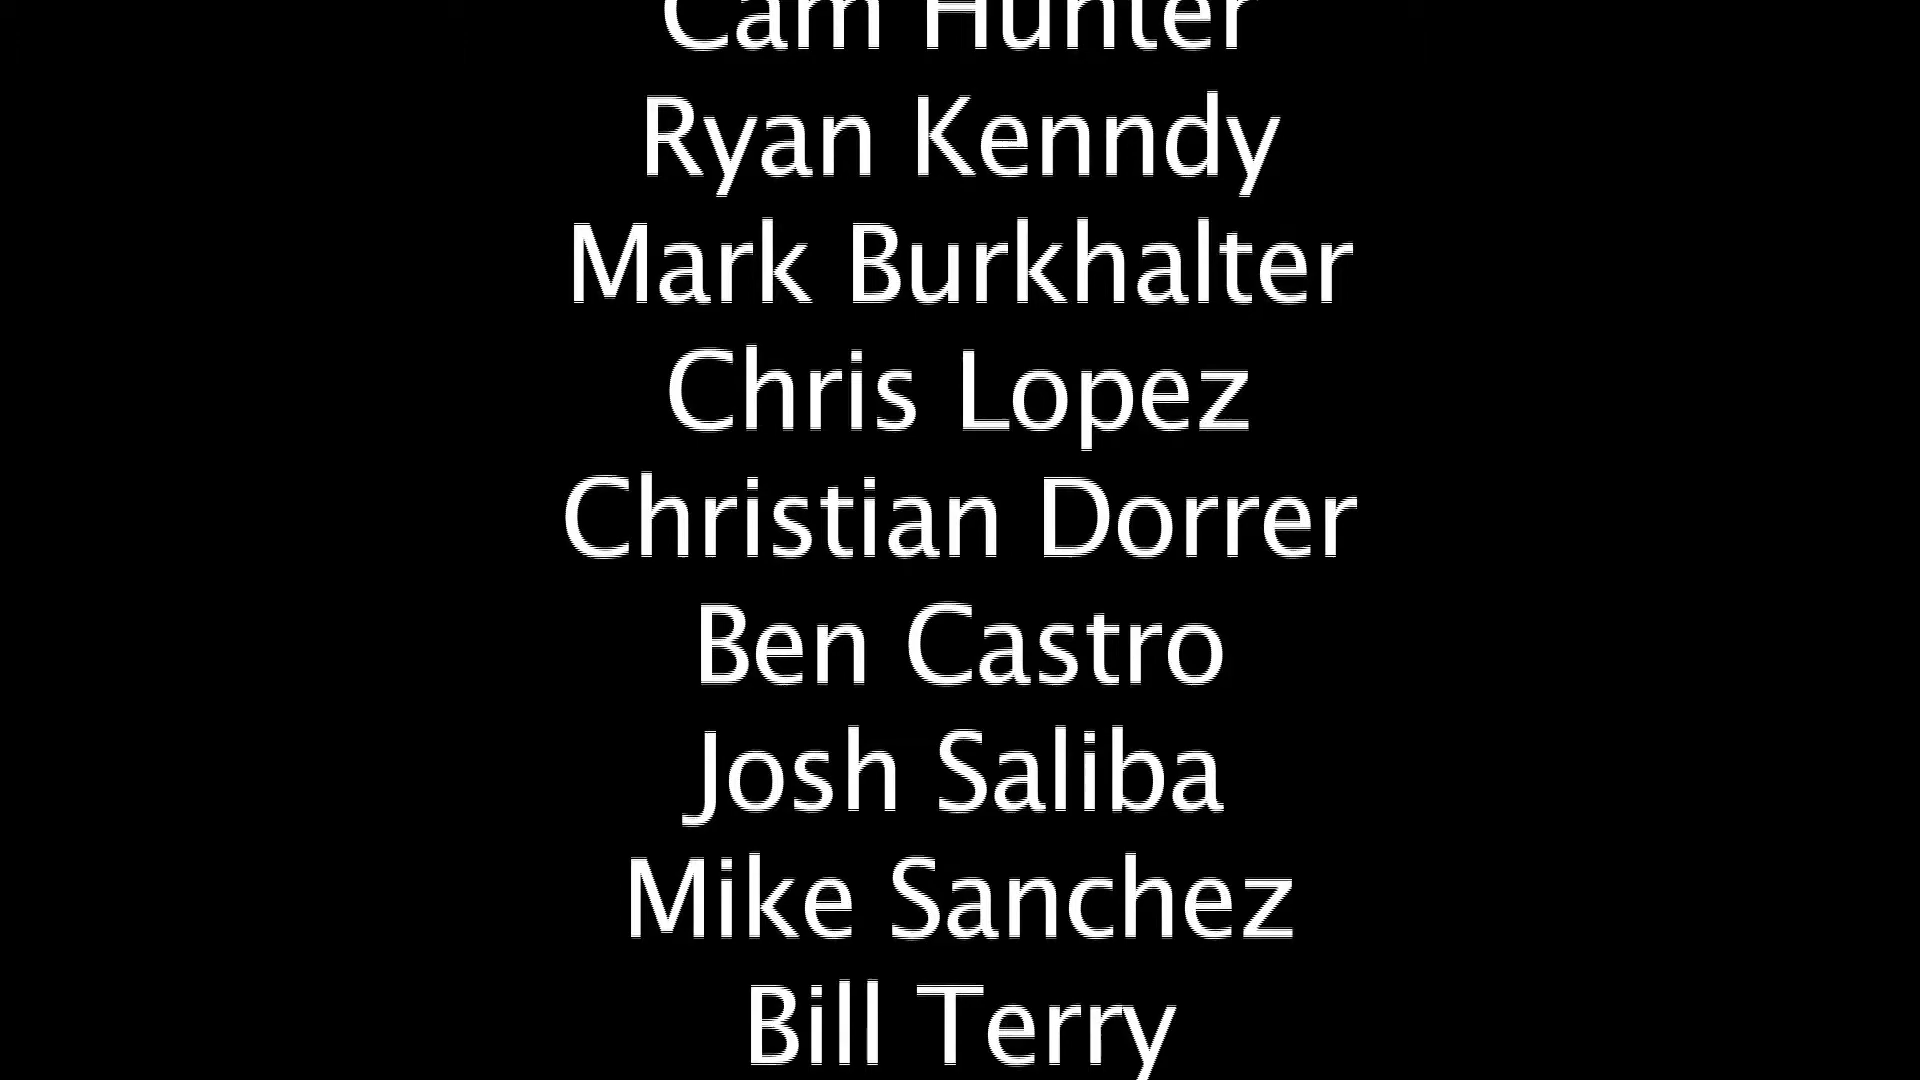 Cam Hunter
Ryan Kenndy
Mark Burkhalter
Chris Lopez
Christian Dorrer
Ben Castro
Josh Saliba
Mike Sanchez
Bill Terry